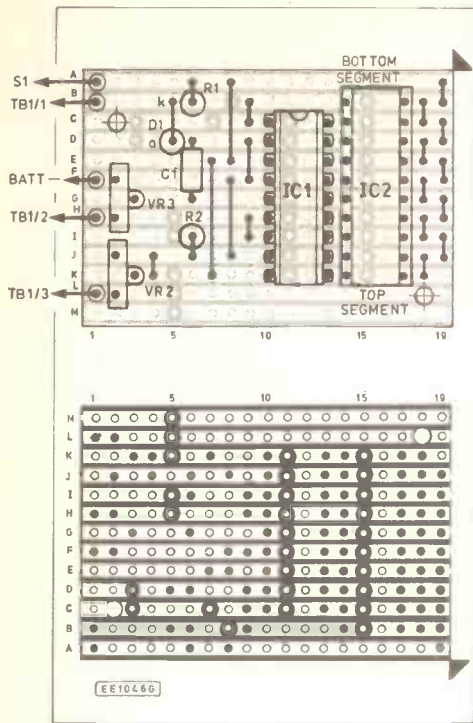 BOTTOM
SEGMENT
A
S1
B
R1
TB1/1
k
C
D1
D
a
E
F
BATT
C1
IC1
IC2
G
VR3
H
TB1/2
R2
I
J
K
VR2
L
TB1/3
TOP
SEGMENT
M
1 5 10 15 19
1 5 10 15 19
M
L
K
J
I
H
G
F
E
D
C
B
A
EE1046G